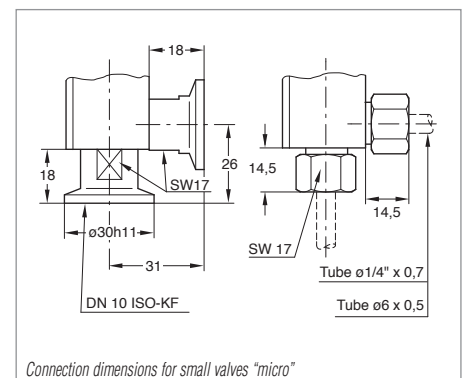 18
18
SW17
26
ø30h11
31
DN 10 ISO-KF
14,5
14,5
SW 17
Tube ø1/4" x 0,7
Tube ø6 x 0,5
Connection dimensions for small valves "micro"